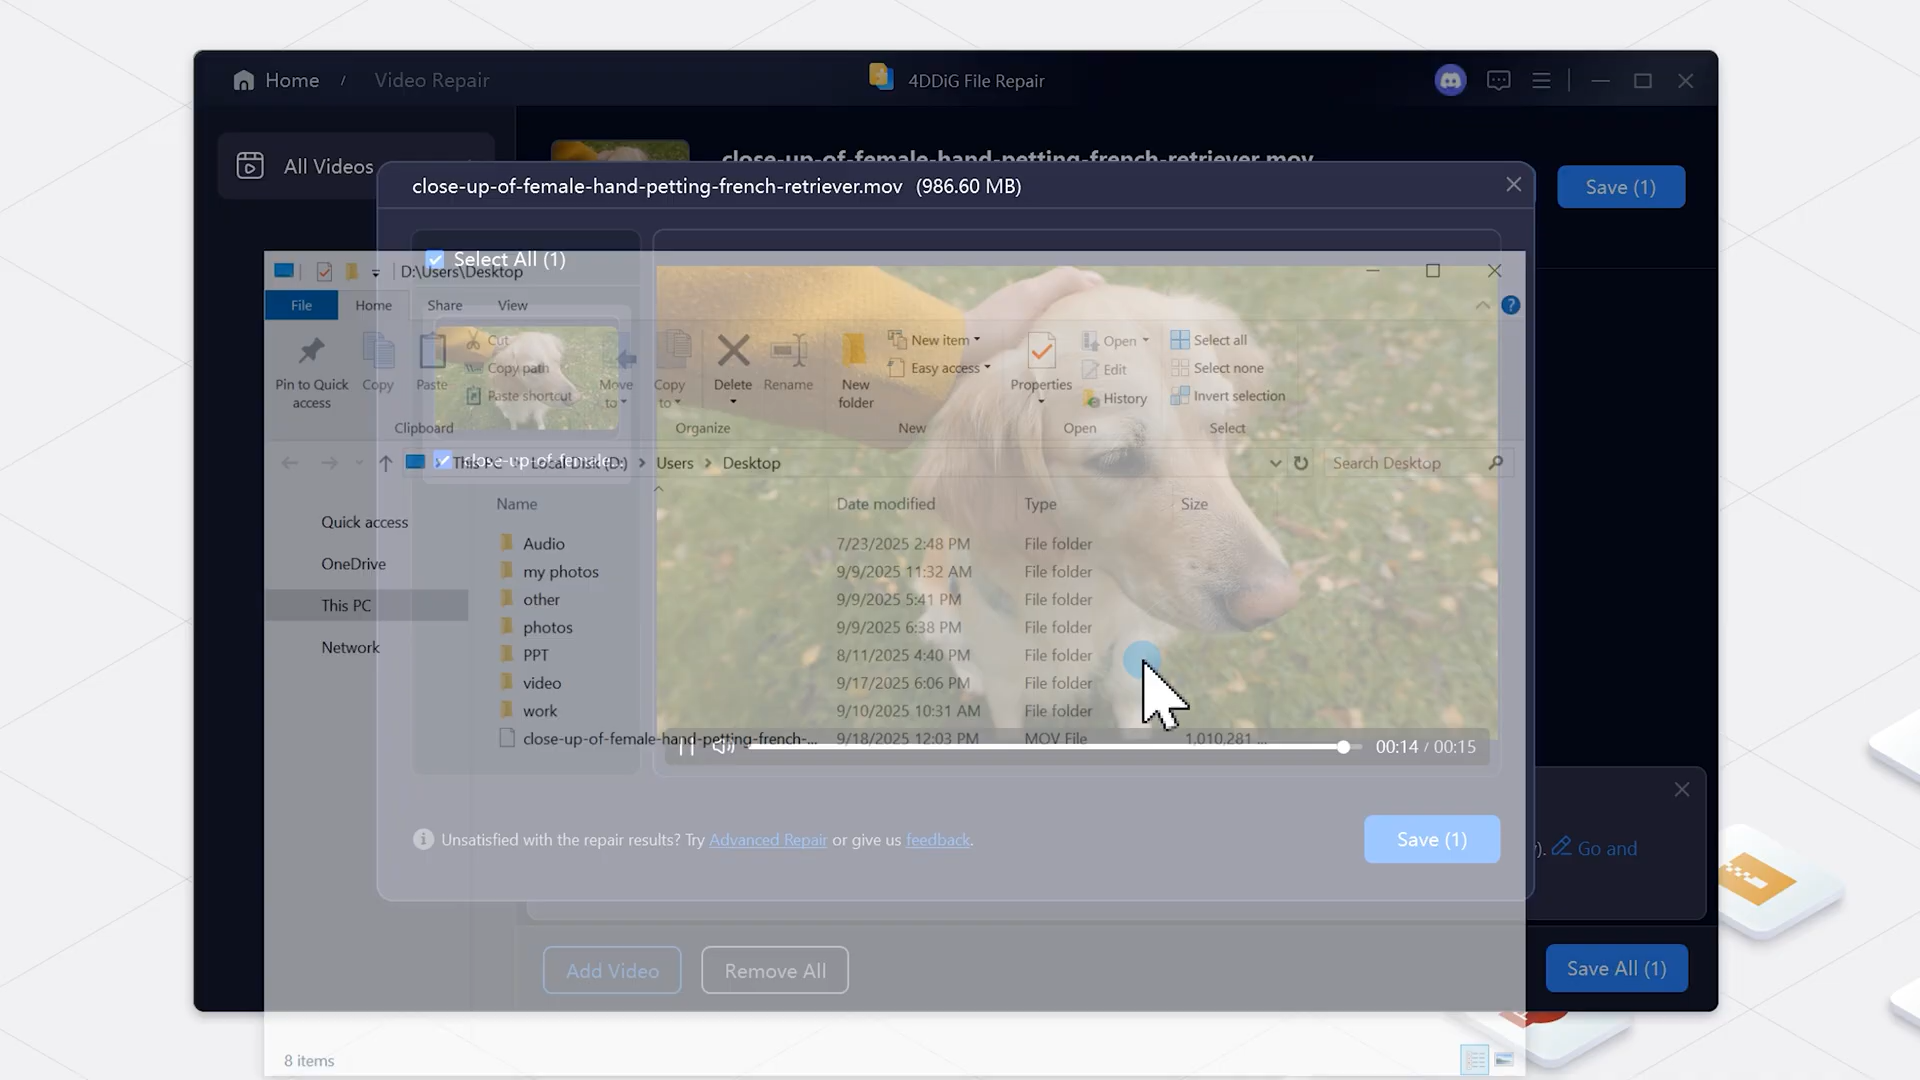 Home / Video Repair
4DDiG File Repair
All Videos
close-up-of-female-hand-petting-french-retriever.mov
Save (1)
close-up-of-female-hand-petting-french-retriever.mov (986.60 MB)
Select All (1)
D:\Users\Desktop
File Home Share View
Pin to Quick access
Copy
Paste
Cut
Copy path
Paste shortcut
Move to
Copy to
Delete
Rename
New folder
New item
Easy access
Properties
Open
Edit
History
Select all
Select none
Invert selection
Clipboard
Organize
New
Open
Select
close-up-of-female...
This PC Local Disk (D:) > Users > Desktop
Search Desktop
Name Date modified Type Size
Quick access
OneDrive
This PC
Network
Audio 7/23/2025 2:48 PM File folder
my photos 9/9/2025 11:32 AM File folder
other 9/9/2025 5:41 PM File folder
photos 9/9/2025 6:38 PM File folder
PPT 8/11/2025 4:40 PM File folder
video 9/17/2025 6:06 PM File folder
work 9/10/2025 10:31 AM File folder
close-up-of-female-hand-petting-french-... 9/18/2025 12:03 PM MOV File 1,010,281 ...
00:14 / 00:15
Unsatisfied with the repair results? Try Advanced Repair or give us feedback.
Save (1)
). Go and
Add Video
Remove All
Save All (1)
8 items